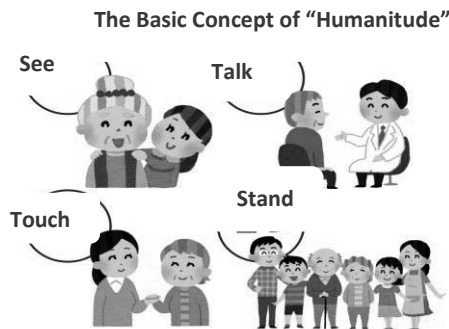 The Basic Concept of “Humanitude”
See
Talk
Touch
Stand